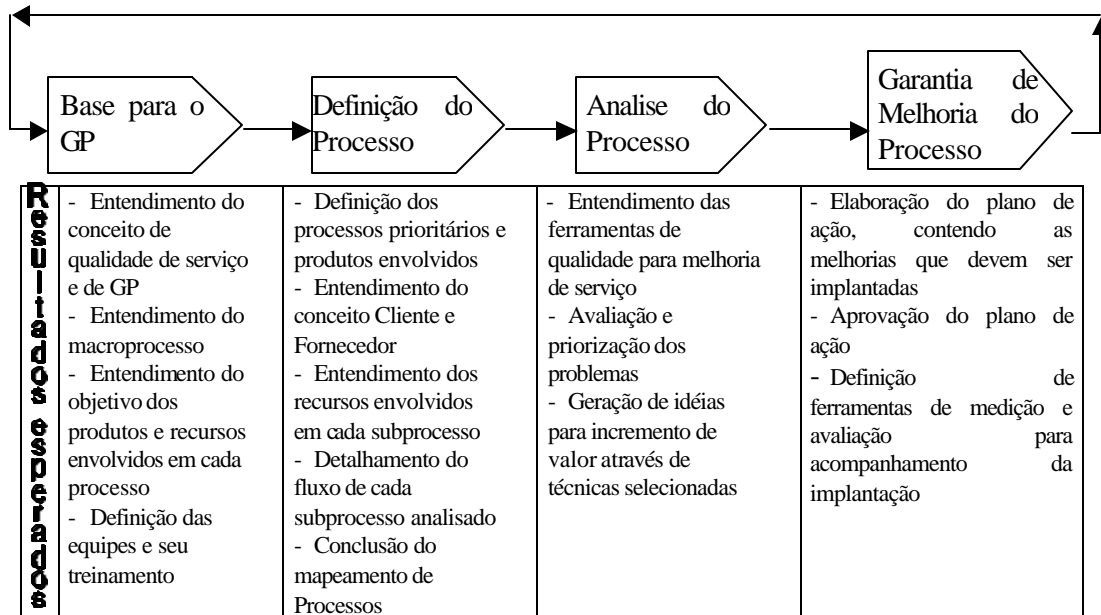 Base para o
GP
Definição do
Processo
Analise do
Processo
Garantia de
Melhoria do
Processo
Resultados esperados
- Entendimento do
conceito de
qualidade de serviço
e de GP
- Entendimento do
macroprocesso
- Entendimento do
objetivo dos
produtos e recursos
envolvidos em cada
processo
- Definição das
equipes e seu
treinamento
- Definição dos
processos prioritários e
produtos envolvidos
- Entendimento do
conceito Cliente e
Fornecedor
- Entendimento dos
recursos envolvidos
em cada subprocesso
- Detalhamento do
fluxo de cada
subprocesso analisado
- Conclusão do
mapeamento de
Processos
- Entendimento das
ferramentas de
qualidade para melhoria
de serviço
- Avaliação e
priorização dos
problemas
- Geração de idéias
para incremento de
valor através de
técnicas selecionadas
- Elaboração do plano de
ação, contendo as
melhorias que devem ser
implantadas
- Aprovação do plano de
ação
- Definição de
ferramentas de medição e
avaliação para
acompanhamento da
implantação